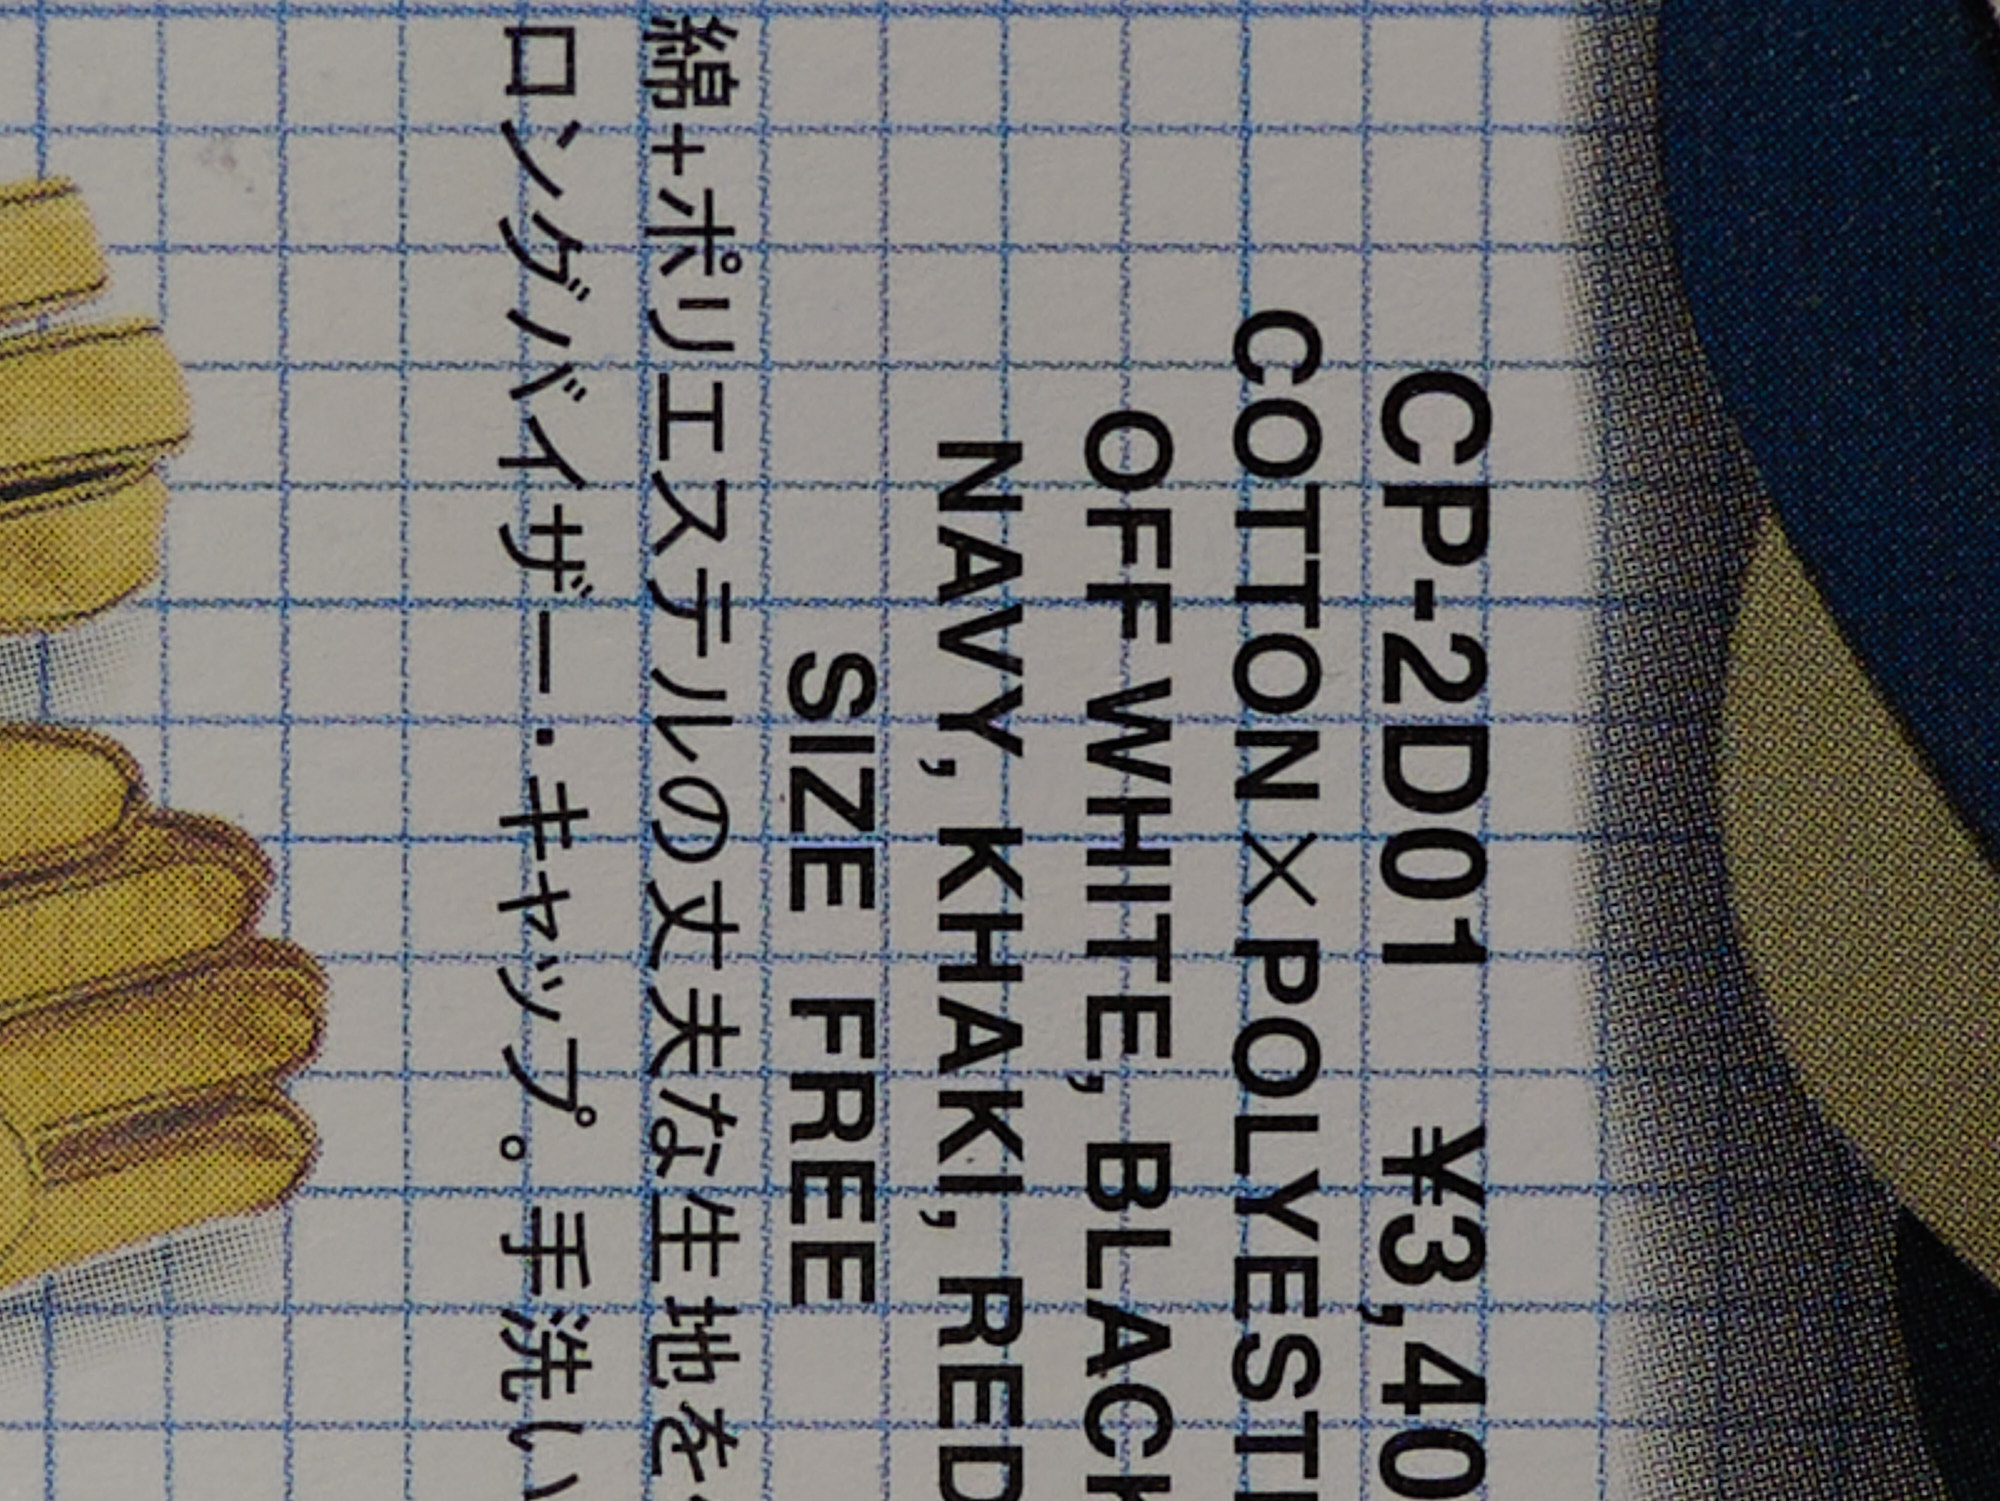 CP-2D01 ¥3,40
COTTON×POLYEST
OFF WHITE, BLACK
NAVY, KHAKI, RED
SIZE FREE
綿+ポリエステルの丈夫な生地を
ロングバイザー・キャップ。手洗い